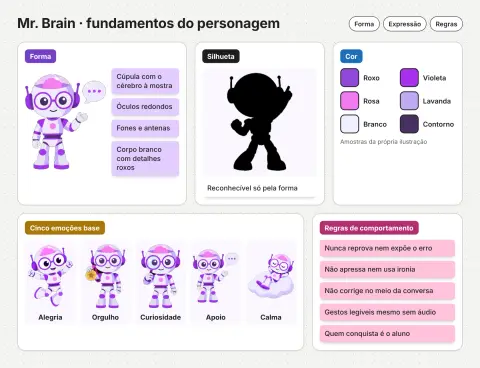 Mr. Brain · fundamentos do personagem
Forma
Expressão
Regras
Forma
Cúpula com o
cérebro à mostra
Óculos redondos
Fones e antenas
Corpo branco
com detalhes
roxos
Silhueta
Reconhecível só pela forma
Cor
Roxo
Violeta
Rosa
Lavanda
Branco
Contorno
Amostras da própria ilustração
Cinco emoções base
Alegria
Orgulho
Curiosidade
Apoio
Calma
Regras de comportamento
Nunca reprova nem expõe o erro
Não apressa nem usa ironia
Não corrige no meio da conversa
Gestos legíveis mesmo sem áudio
Quem conquista é o aluno